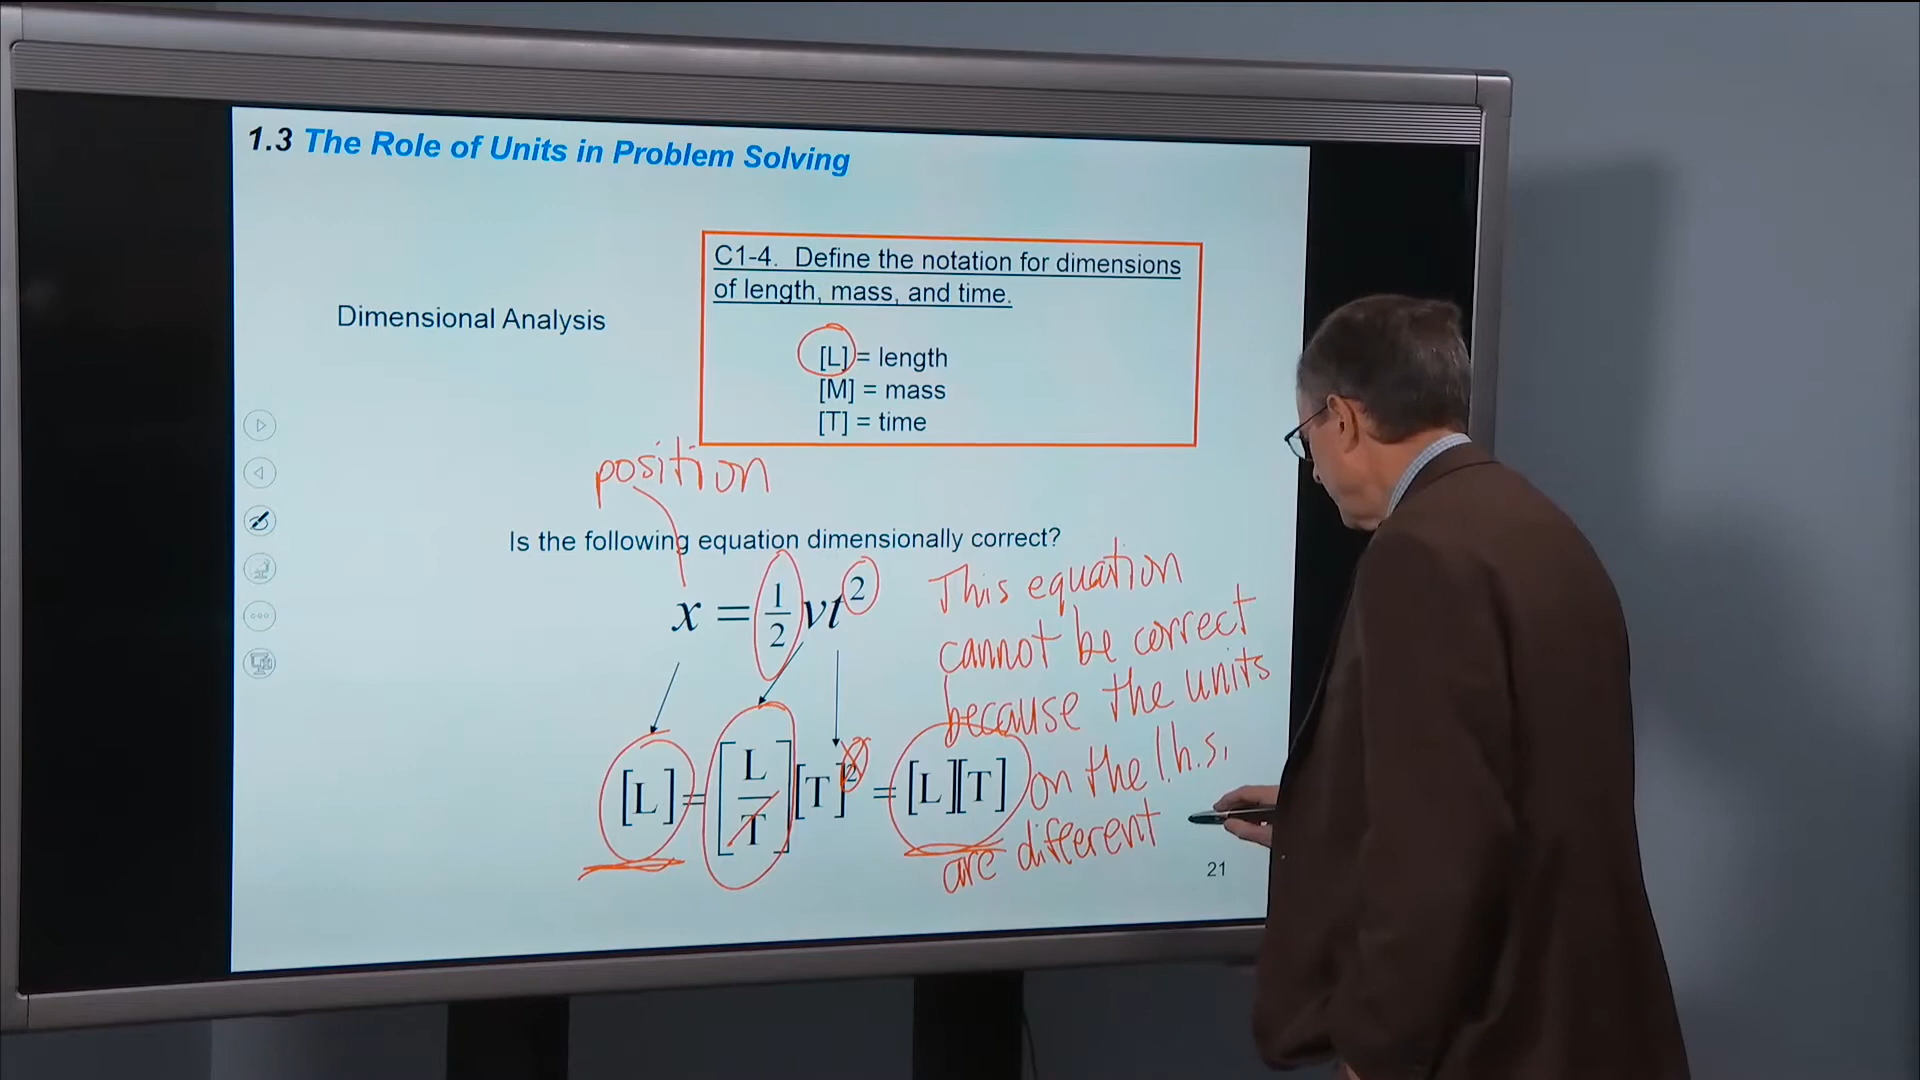 1.3 The Role of Units in Problem Solving
C1-4. Define the notation for dimensions
of length, mass, and time.
Dimensional Analysis
[L] = length
[M] = mass
[T] = time
position
Is the following equation dimensionally correct?
x = 1/2 vt²
[L] = [L/T][T]² = [L][T]
This equation
cannot be correct
because the units
on the l.h.s.
are different
21